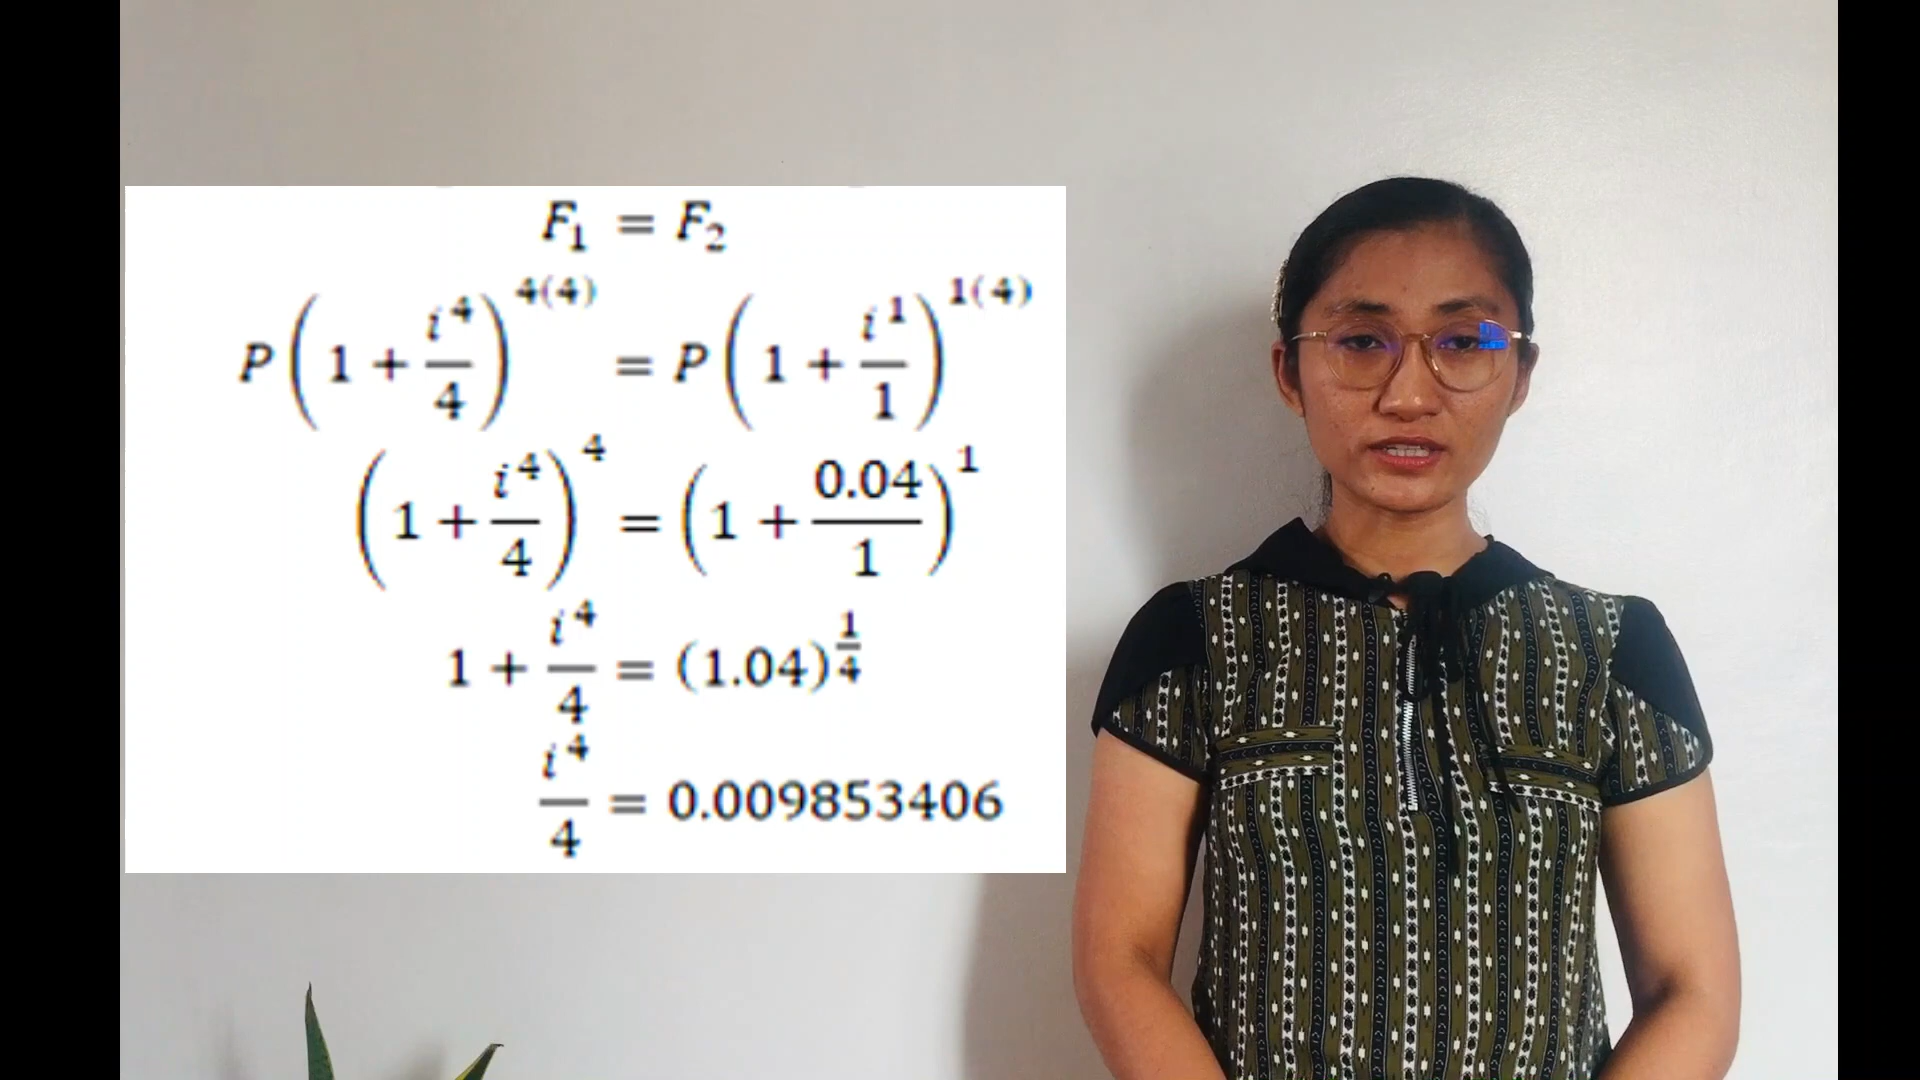 F₁ = F₂
P(1 + i⁴/4)⁴⁽⁴⁾ = P(1 + i¹/1)¹⁽⁴⁾
(1 + i⁴/4)⁴ = (1 + 0.04/1)¹
1 + i⁴/4 = (1.04)^(1/4)
i⁴/4 = 0.009853406